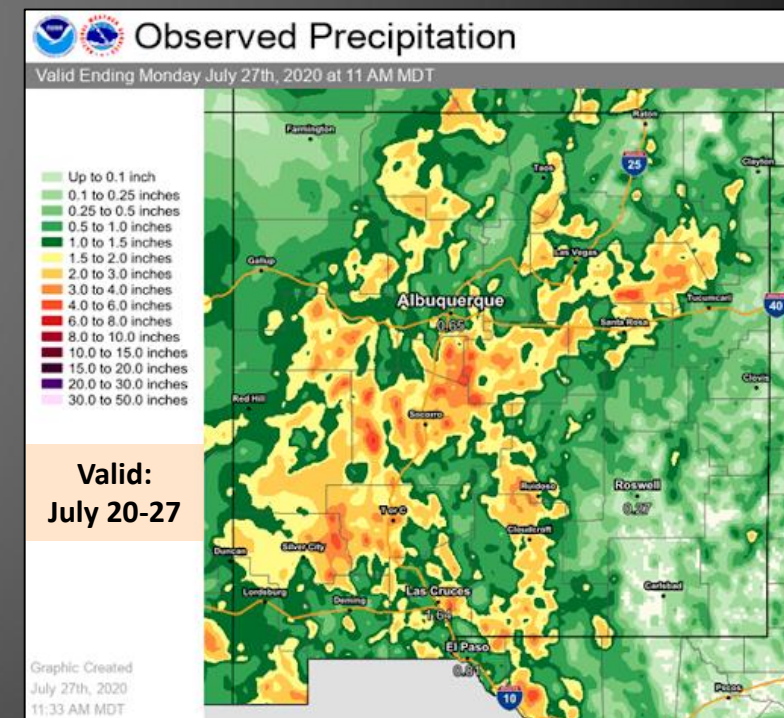 Observed Precipitation
Valid Ending Monday July 27th, 2020 at 11 AM MDT
Up to 0.1 inch
0.1 to 0.25 inches
0.25 to 0.5 inches
0.5 to 1.0 inches
1.0 to 1.5 inches
1.5 to 2.0 inches
2.0 to 3.0 inches
3.0 to 4.0 inches
4.0 to 6.0 inches
6.0 to 8.0 inches
8.0 to 10.0 inches
10.0 to 15.0 inches
15.0 to 20.0 inches
20.0 to 30.0 inches
30.0 to 50.0 inches
Valid:
July 20-27
Graphic Created
July 27th, 2020
11:33 AM MDT
Farmington
Raton
25
Clayton
Taos
Gallup
Las Vegas
Albuquerque
0.65
Tucumcari
40
Santa Rosa
Clovis
Red Hill
Socorro
Ruidoso
Roswell
0.27
T or C
Cloudcroft
Duncan
Silver City
Carlsbad
Lordsburg
Deming
Las Cruces
1.64
El Paso
0.81
10
Pecos